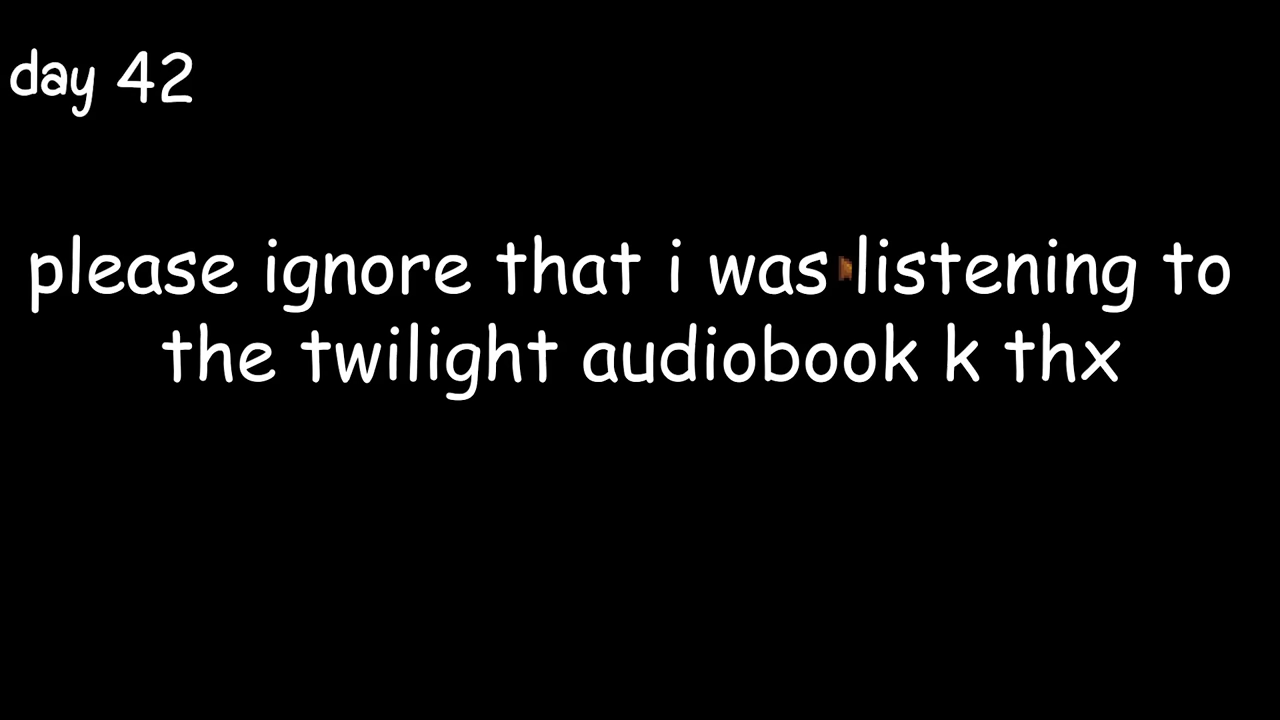 day 42
please ignore that i was listening to
the twilight audiobook k thx